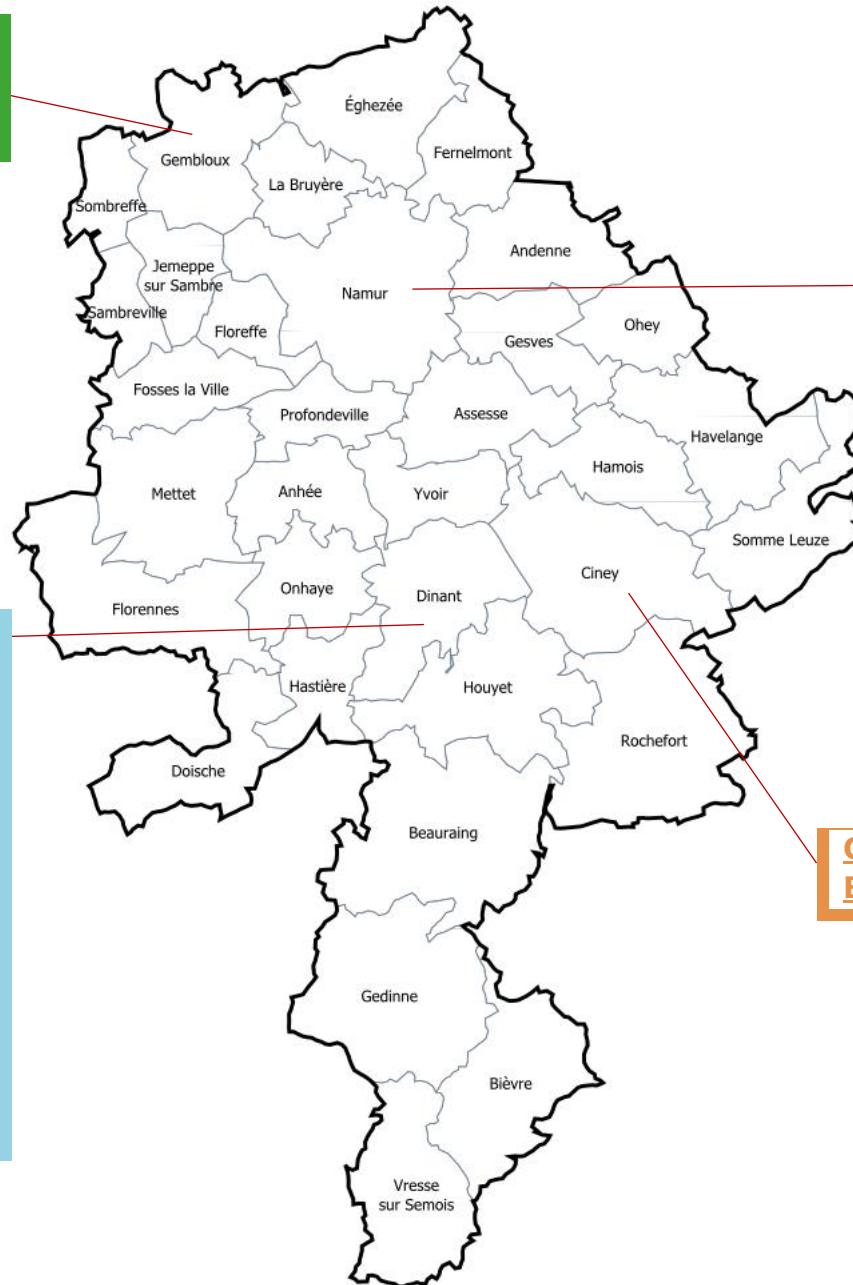 Éghezée
Fernelmont
Gembloux
La Bruyère
Sombreffe
Andenne
Jemeppe
sur Sambre
Namur
Sambreville
Floreffe
Ohey
Gesves
Fosses la Ville
Profondeville
Assesse
Havelange
Hamois
Mettet
Anhée
Yvoir
Somme Leuze
Ciney
Onhaye
Dinant
Florennes
Hastière
Houyet
Rochefort
Doische
Beauraing
Gedinne
Bièvre
Vresse
sur Semois